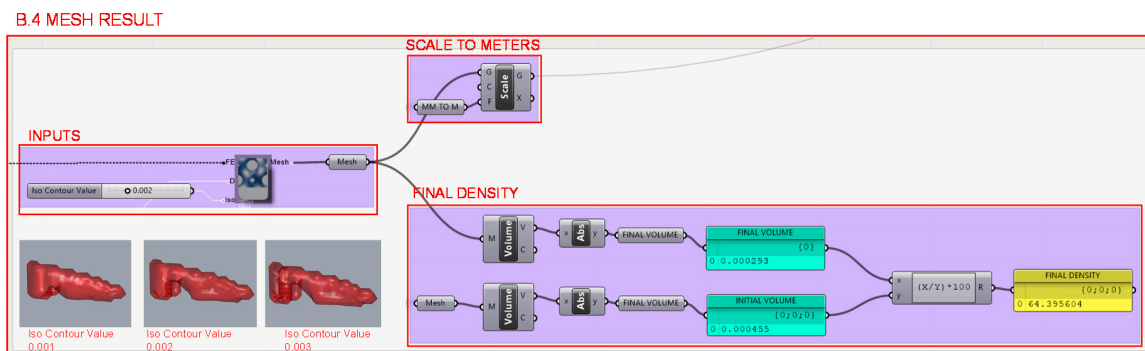 B.4 MESH RESULT
SCALE TO METERS
G
C
F
Scale
G
X
MM TO M
INPUTS
FE
D
Iso
Mesh
Mesh
Iso Contour Value
0.002
FINAL DENSITY
M
Volume
V
C
x
Abs
y
FINAL VOLUME
FINAL VOLUME
{0}
0 0.000293
Mesh
M
Volume
V
C
x
Abs
y
FINAL VOLUME
INITIAL VOLUME
{0;0;0}
0 0.000455
x
y
(X/Y)*100
R
FINAL DENSITY
{0;0;0}
0 64.395604
Iso Contour Value
0.001
Iso Contour Value
0.002
Iso Contour Value
0.003